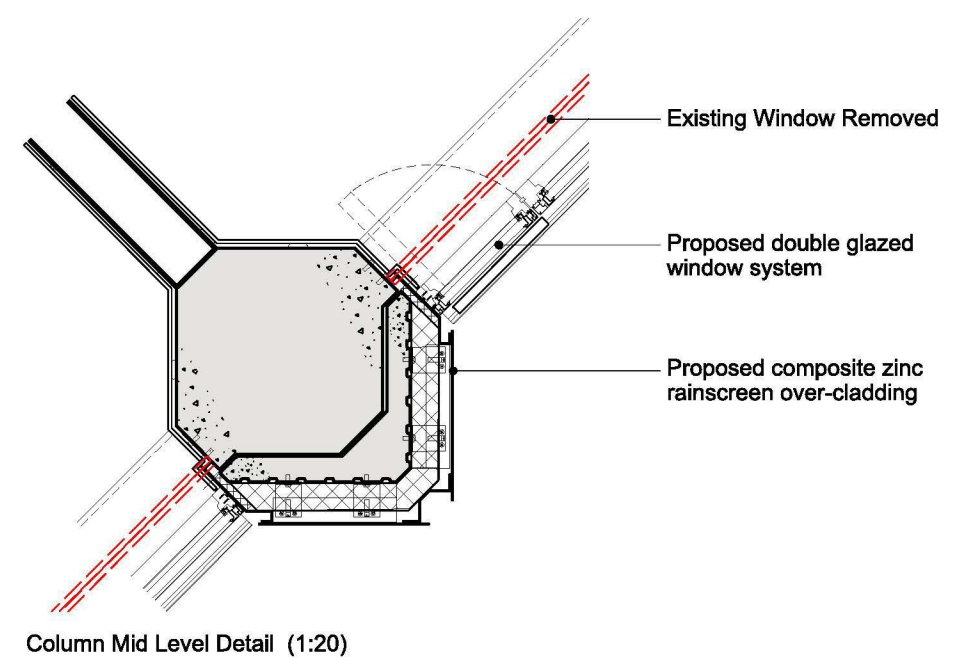 Existing Window Removed
Proposed double glazed
window system
Proposed composite zinc
rainscreen over-cladding
Column Mid Level Detail (1:20)